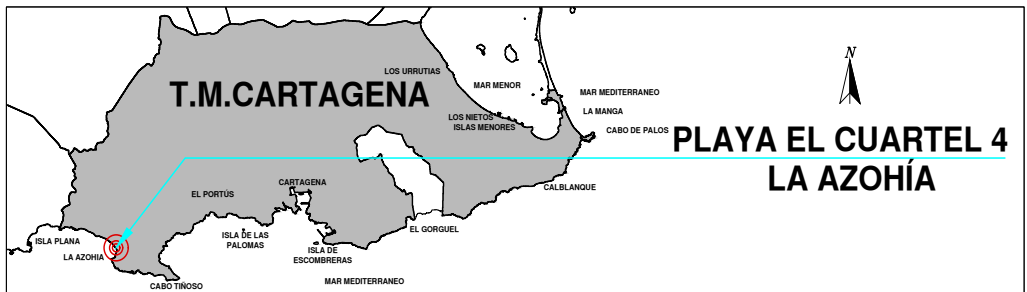 LOS URRUTIAS
MAR MENOR
T.M.CARTAGENA
MAR MEDITERRANEO
LA MANGA
LOS NIETOS
ISLAS MENORES
CABO DE PALOS
N
PLAYA EL CUARTEL 4
LA AZOHÍA
CARTAGENA
EL PORTÚS
CALBLANQUE
EL GORGUEL
ISLA DE LAS
PALOMAS
ISLA PLANA
LA AZOHIA
ISLA DE
ESCOMBRERAS
CABO TIÑOSO
MAR MEDITERRANEO